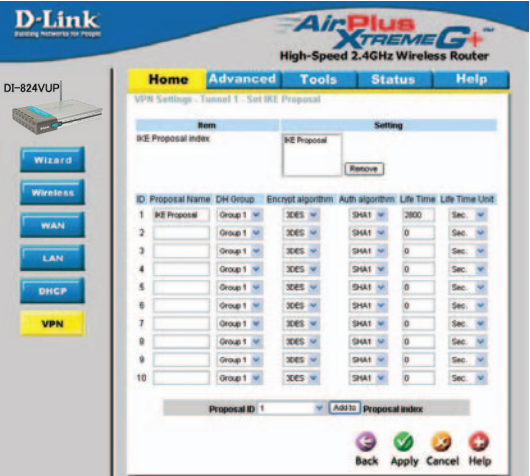 D-Link
Building Networks for People
AirPlus
XTREME G+™
High-Speed 2.4GHz Wireless Router
DI-824VUP
Home Advanced Tools Status Help
VPN Settings - Tunnel 1 - Set IKE Proposal
Item Setting
IKE Proposal index
IKE Proposal
Remove
Wizard
Wireless
WAN
LAN
DHCP
VPN
ID Proposal Name DH Group Encrypt algorithm Auth algorithm Life Time Life Time Unit
1 IKE Proposal Group 1 3DES SHA1 2800 Sec.
2 Group 1 3DES SHA1 0 Sec.
3 Group 1 3DES SHA1 0 Sec.
4 Group 1 3DES SHA1 0 Sec.
5 Group 1 3DES SHA1 0 Sec.
6 Group 1 3DES SHA1 0 Sec.
7 Group 1 3DES SHA1 0 Sec.
8 Group 1 3DES SHA1 0 Sec.
9 Group 1 3DES SHA1 0 Sec.
10 Group 1 3DES SHA1 0 Sec.
Proposal ID 1 Add to Proposal index
Back Apply Cancel Help